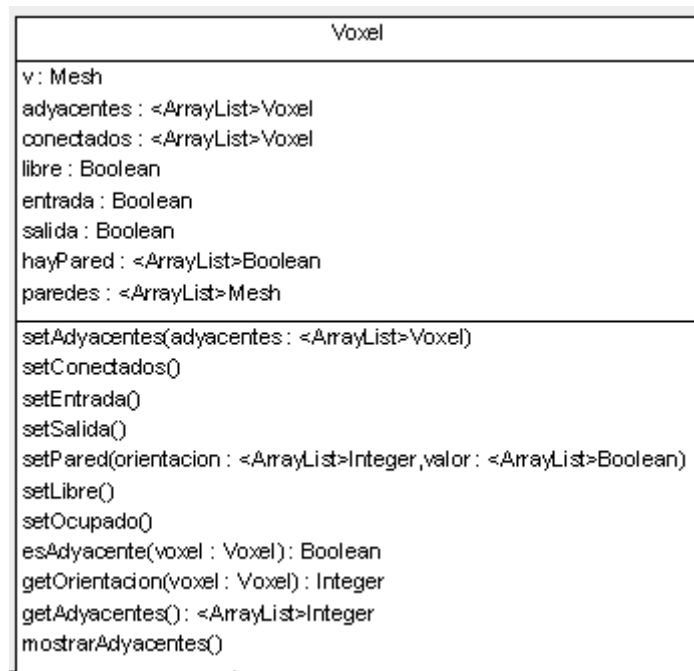 Voxel
v : Mesh
adyacentes : <ArrayList>Voxel
conectados : <ArrayList>Voxel
libre : Boolean
entrada : Boolean
salida : Boolean
hayPared : <ArrayList>Boolean
paredes : <ArrayList>Mesh
setAdyacentes(adyacentes : <ArrayList>Voxel)
setConectados()
setEntrada()
setSalida()
setPared(orientacion : <ArrayList>Integer,valor : <ArrayList>Boolean)
setLibre()
setOcupado()
esAdyacente(voxel : Voxel) : Boolean
getOrientacion(voxel : Voxel) : Integer
getAdyacentes() : <ArrayList>Integer
mostrarAdyacentes()